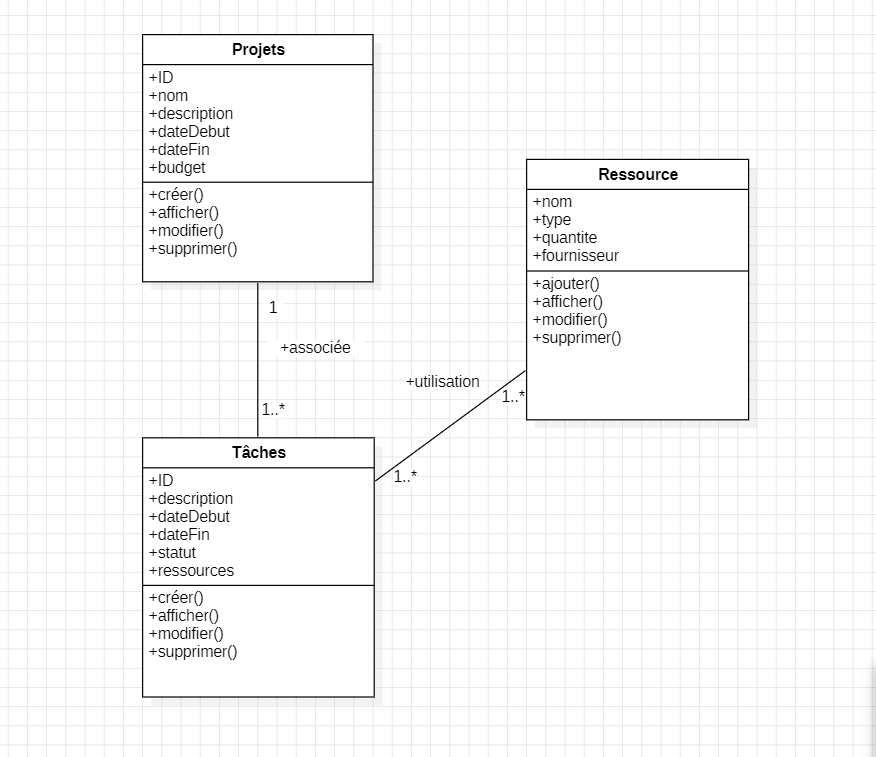 Projets
+ID
+nom
+description
+dateDebut
+dateFin
+budget
+créer()
+afficher()
+modifier()
+supprimer()
1
+associée
1..*
Ressource
+nom
+type
+quantite
+fournisseur
+ajouter()
+afficher()
+modifier()
+supprimer()
+utilisation
1..*
1..*
Tâches
+ID
+description
+dateDebut
+dateFin
+statut
+ressources
+créer()
+afficher()
+modifier()
+supprimer()